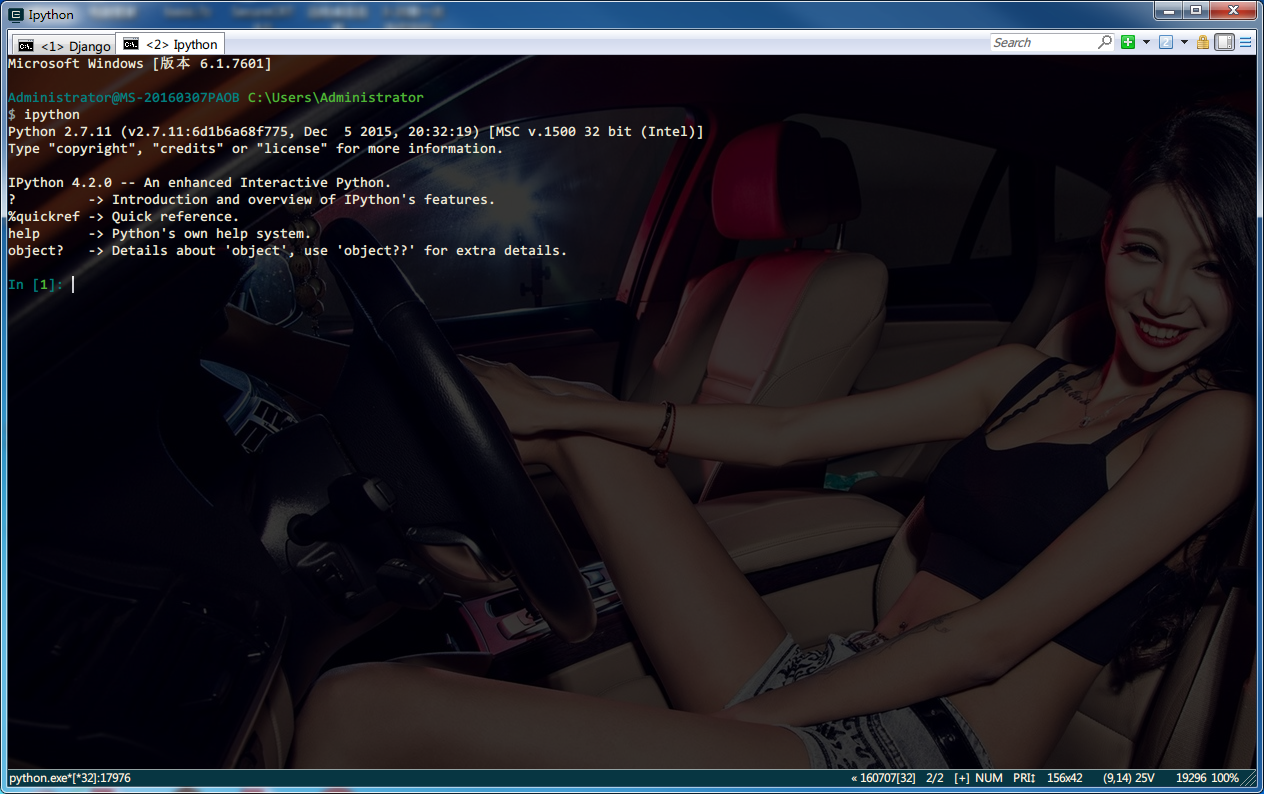 Ipython
<1> Django
<2> Ipython
Search
Microsoft Windows [版本 6.1.7601]
Administrator@MS-20160307PAOB C:\Users\Administrator
$ ipython
Python 2.7.11 (v2.7.11:6d1b6a68f775, Dec  5 2015, 20:32:19) [MSC v.1500 32 bit (Intel)]
Type "copyright", "credits" or "license" for more information.
IPython 4.2.0 -- An enhanced Interactive Python.
?         -> Introduction and overview of IPython's features.
%quickref -> Quick reference.
help      -> Python's own help system.
object?   -> Details about 'object', use 'object??' for extra details.
In [1]:
python.exe*[*32]:17976
« 160707[32] 2/2 [+] NUM PRI↕ 156x42 (9,14) 25V 19296 100%